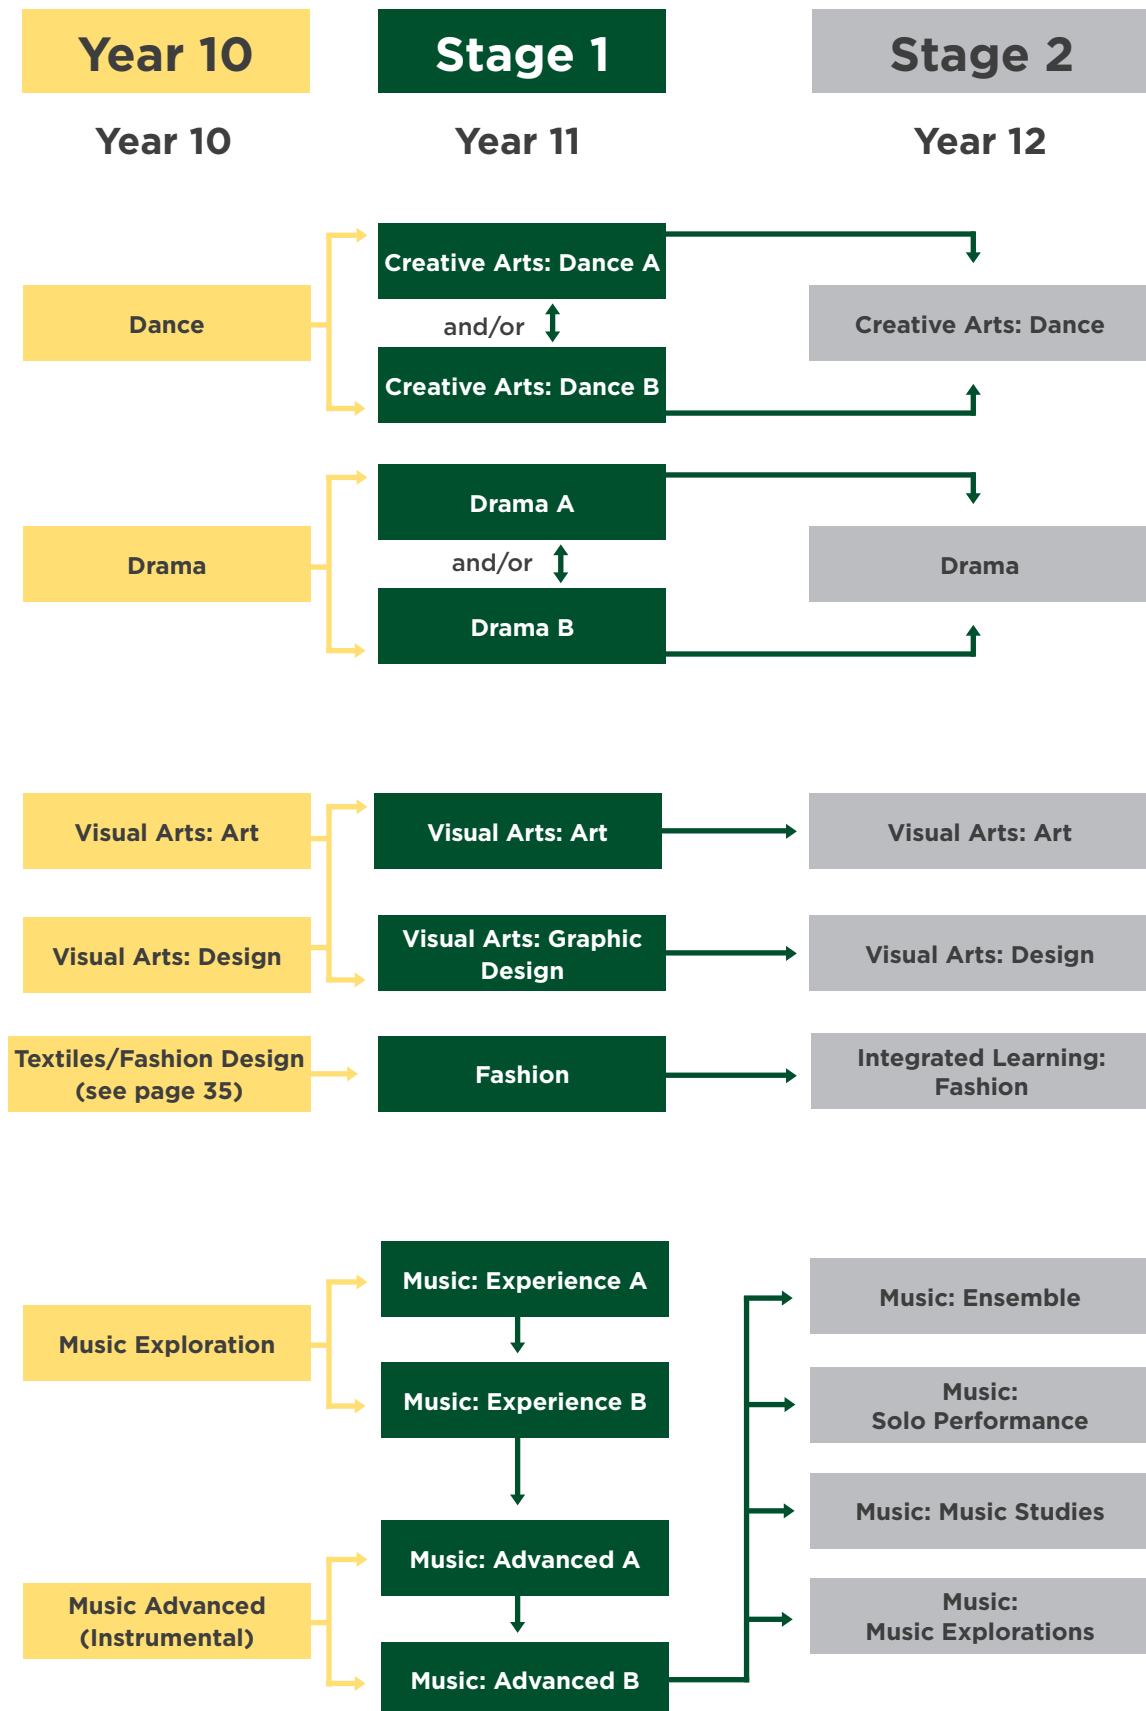 Year 10
Stage 1
Stage 2
Year 10
Year 11
Year 12
Dance
Creative Arts: Dance A
and/or
Creative Arts: Dance B
Creative Arts: Dance
Drama
Drama A
and/or
Drama B
Drama
Visual Arts: Art
Visual Arts: Art
Visual Arts: Art
Visual Arts: Design
Visual Arts: Graphic
Design
Visual Arts: Design
Textiles/Fashion Design
(see page 35)
Fashion
Integrated Learning:
Fashion
Music Exploration
Music: Experience A
Music: Experience B
Music Advanced
(Instrumental)
Music: Advanced A
Music: Advanced B
Music: Ensemble
Music:
Solo Performance
Music: Music Studies
Music:
Music Explorations